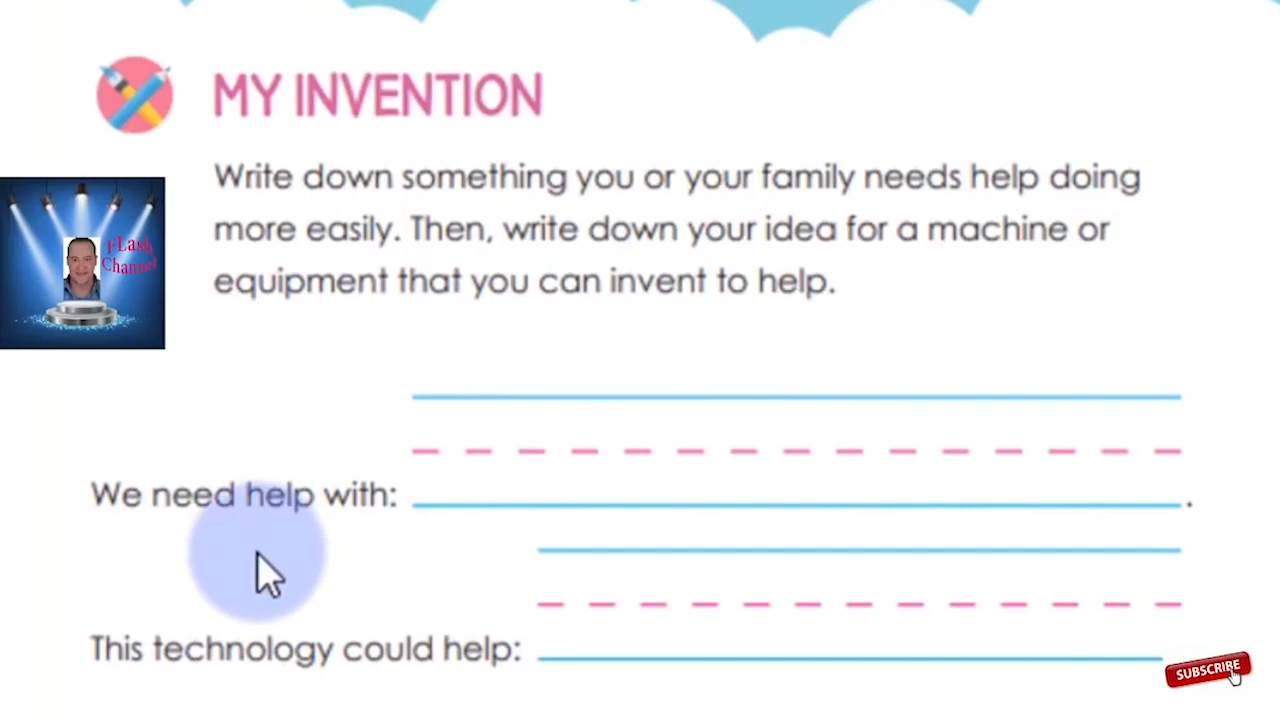 MY INVENTION
Write down something you or your family needs help doing
more easily. Then, write down your idea for a machine or
equipment that you can invent to help.
FLash
Channel
We need help with: .
This technology could help:
SUBSCRIBE